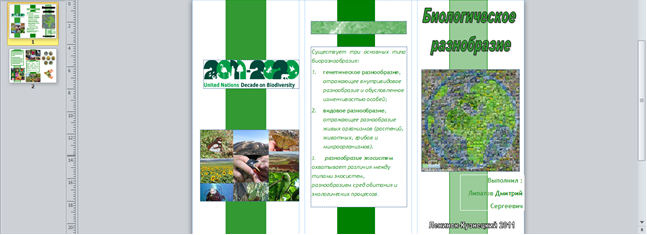 2011-2020
United Nations Decade on Biodiversity
Существует три основных типа
биоразнообразия:
1. генетическое разнообразие,
отражающее внутривидовое
разнообразие и обусловленное
изменчивостью особей;
2. видовое разнообразие,
отражающее разнообразие
живых организмов (растений,
животных, грибов и
микроорганизмов).
3. разнообразие экосистем
охватывает различия между
типами экосистем,
разнообразием сред обитания и
экологических процессов.
Биологическое
разнобразие
Выполнил :
Дмитрий
Сергеевич
Ленинск-Кузнецкий 2011
1
2